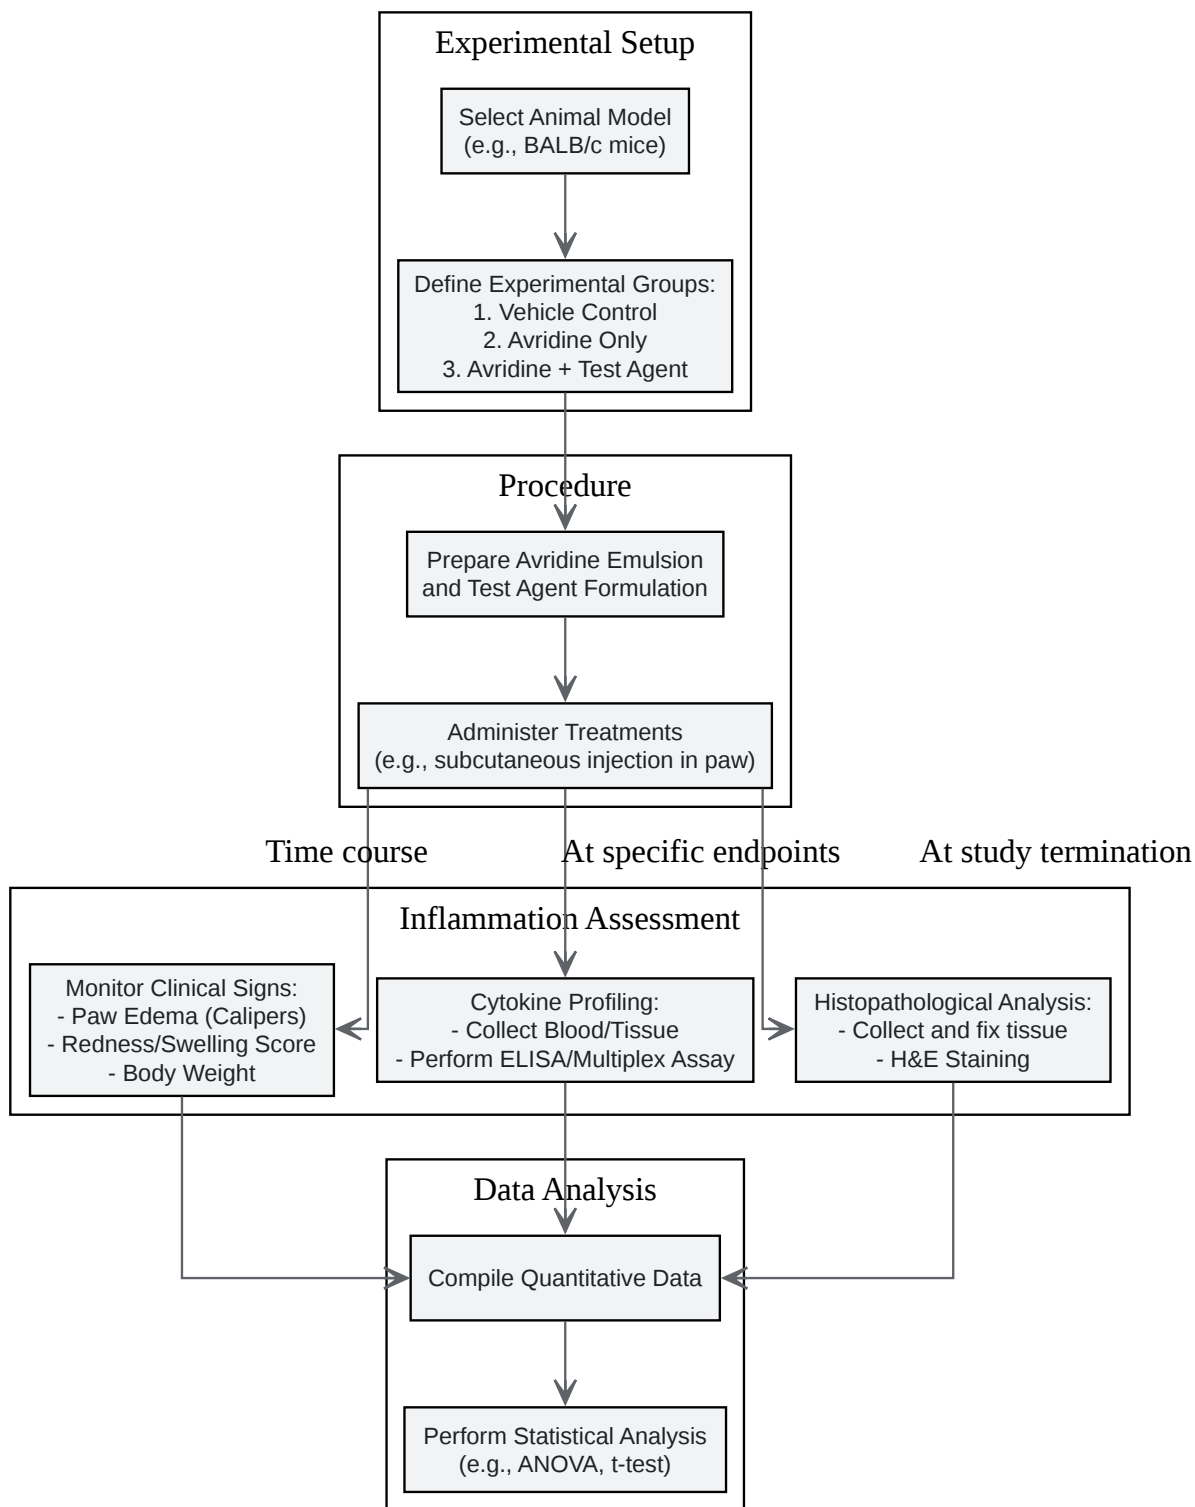 Experimental Setup
Select Animal Model
(e.g., BALB/c mice)
Define Experimental Groups:
1. Vehicle Control
2. Avridine Only
3. Avridine + Test Agent
Procedure
Prepare Avridine Emulsion
and Test Agent Formulation
Administer Treatments
(e.g., subcutaneous injection in paw)
Time course
At specific endpoints
At study termination
Inflammation Assessment
Monitor Clinical Signs:
- Paw Edema (Calipers)
- Redness/Swelling Score
- Body Weight
Cytokine Profiling:
- Collect Blood/Tissue
- Perform ELISA/Multiplex Assay
Histopathological Analysis:
- Collect and fix tissue
- H&E Staining
Data Analysis
Compile Quantitative Data
Perform Statistical Analysis
(e.g., ANOVA, t-test)